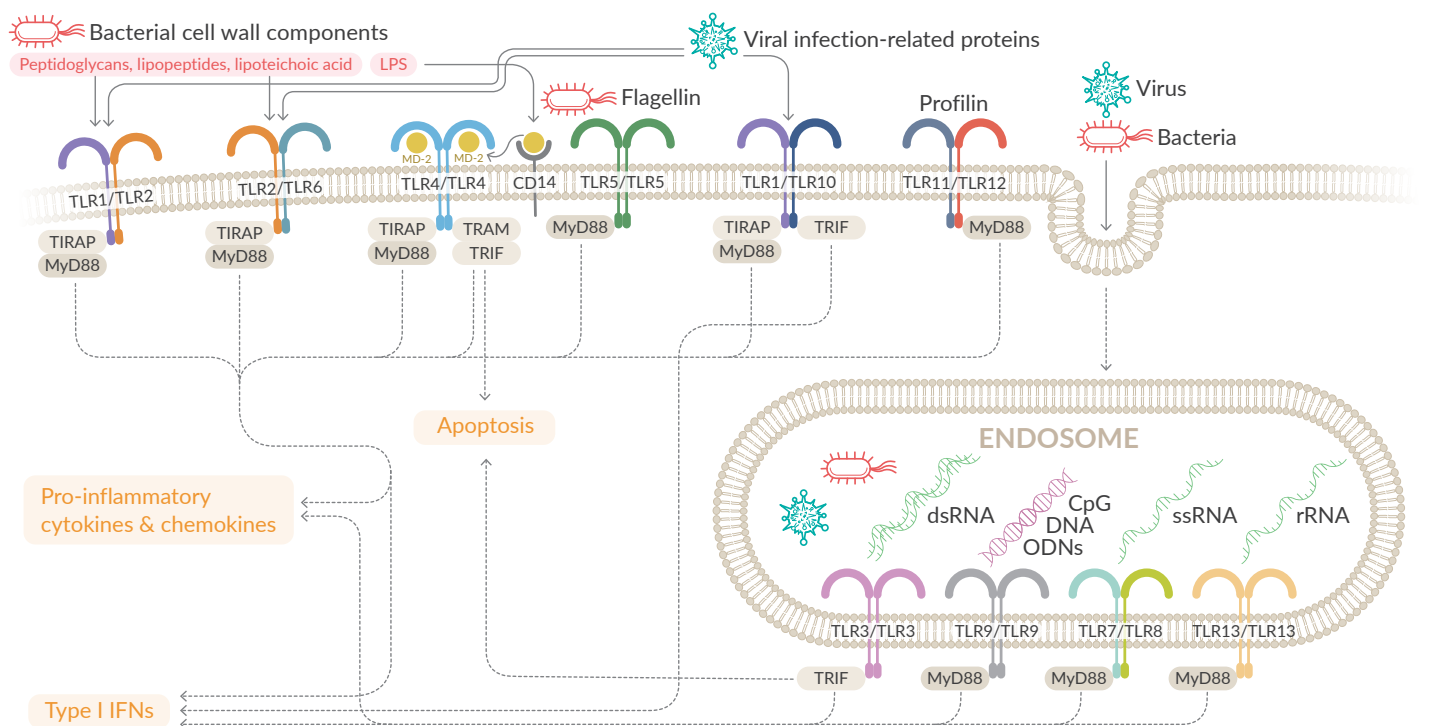 Bacterial cell wall components
Peptidoglycans, lipopeptides, lipoteichoic acid
LPS
Viral infection-related proteins
Flagellin
Profilin
Virus
Bacteria
MD-2
MD-2
TLR1/TLR2
TLR2/TLR6
TLR4/TLR4
CD14
TLR5/TLR5
TLR1/TLR10
TLR11/TLR12
TIRAP
MyD88
TIRAP
MyD88
TIRAP
MyD88
TRAM
TRIF
MyD88
TIRAP
MyD88
TRIF
MyD88
Apoptosis
Pro-inflammatory
cytokines & chemokines
Type I IFNs
ENDOSOME
dsRNA
CpG
DNA
ODNs
ssRNA
rRNA
TLR3/TLR3
TLR9/TLR9
TLR7/TLR8
TLR13/TLR13
TRIF
MyD88
MyD88
MyD88